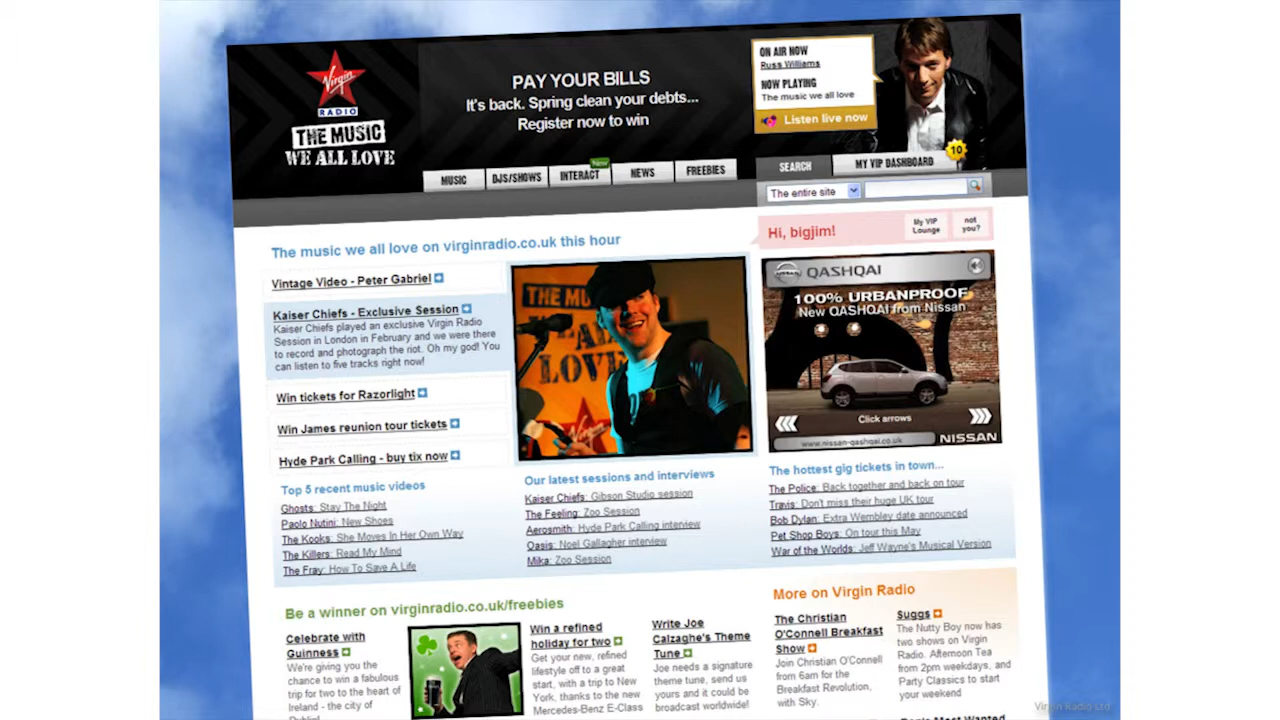 Virgin
RADIO
THE MUSIC
WE ALL LOVE
PAY YOUR BILLS
It's back. Spring clean your debts...
Register now to win
ON AIR NOW
Russ Williams
NOW PLAYING
The music we all love
Listen live now
MUSIC
DJS/SHOWS
New
INTERACT
NEWS
FREEBIES
SEARCH
MY VIP DASHBOARD
10
The entire site
Hi, bigjim!
My VIP
Lounge
not
you?
The music we all love on virginradio.co.uk this hour
Vintage Video - Peter Gabriel
Kaiser Chiefs - Exclusive Session
Kaiser Chiefs played an exclusive Virgin Radio
Session in London in February and we were there
to record and photograph the riot. Oh my god! You
can listen to five tracks right now!
Win tickets for Razorlight
Win James reunion tour tickets
Hyde Park Calling - buy tix now
THE MU
ALL
LOVE
Virgin
NISSAN
QASHQAI
100% URBANPROOF
New QASHQAI from Nissan
Click arrows
www.nissan-qashqai.co.uk
NISSAN
Top 5 recent music videos
Ghosts: Stay The Night
Paolo Nutini: New Shoes
The Kooks: She Moves In Her Own Way
The Killers: Read My Mind
The Fray: How To Save A Life
Our latest sessions and interviews
Kaiser Chiefs: Gibson Studio session
The Feeling: Zoo Session
Aerosmith: Hyde Park Calling interview
Oasis: Noel Gallagher interview
Mika: Zoo Session
The hottest gig tickets in town...
The Police: Back together and back on tour
Travis: Don't miss their huge UK tour
Bob Dylan: Extra Wembley date announced
Pet Shop Boys: On tour this May
War of the Worlds: Jeff Wayne's Musical Version
Be a winner on virginradio.co.uk/freebies
Celebrate with
Guinness
We're giving you the
chance to win a fabulous
trip for two to the heart of
Ireland - the city of
Dublin!
Win a refined
holiday for two
Get your new, refined
lifestyle off to a great
start, with a trip to New
York, thanks to the new
Mercedes-Benz E-Class
Write Joe
Calzaghe's Theme
Tune
Joe needs a signature
theme tune, send us
yours and it could be
broadcast worldwide!
More on Virgin Radio
The Christian
O'Connell Breakfast
Show
Join Christian O'Connell
from 6am for the
Breakfast Revolution,
with Sky.
Suggs
The Nutty Boy now has
two shows on Virgin
Radio. Afternoon Tea
from 2pm weekdays, and
Party Classics to start
your weekend
Most Wanted
Virgin Radio Ltd